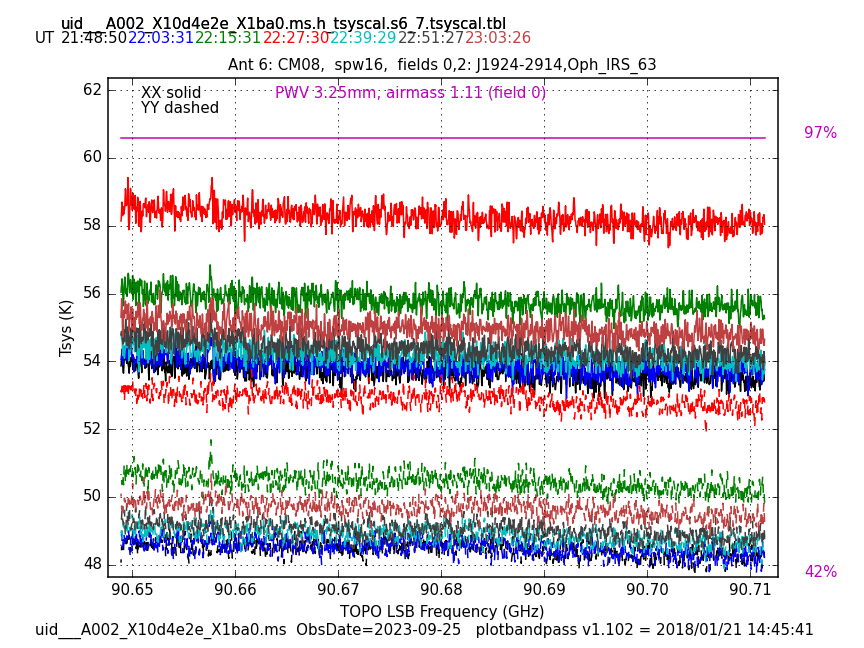 uid___A002_X10d4e2e_X1ba0.ms.h_tsyscal.s6_7.tsyscal.tbl
UT 21:48:50 22:03:31 22:15:31 22:27:30 22:39:29 22:51:27 23:03:26
Ant 6: CM08,  spw16,  fields 0,2: J1924-2914,Oph_IRS_63
XX solid
YY dashed
PWV 3.25mm, airmass 1.11 (field 0)
97%
42%
62
60
58
56
54
52
50
48
Tsys (K)
90.65 90.66 90.67 90.68 90.69 90.70 90.71
TOPO LSB Frequency (GHz)
uid___A002_X10d4e2e_X1ba0.ms  ObsDate=2023-09-25   plotbandpass v1.102 = 2018/01/21 14:45:41